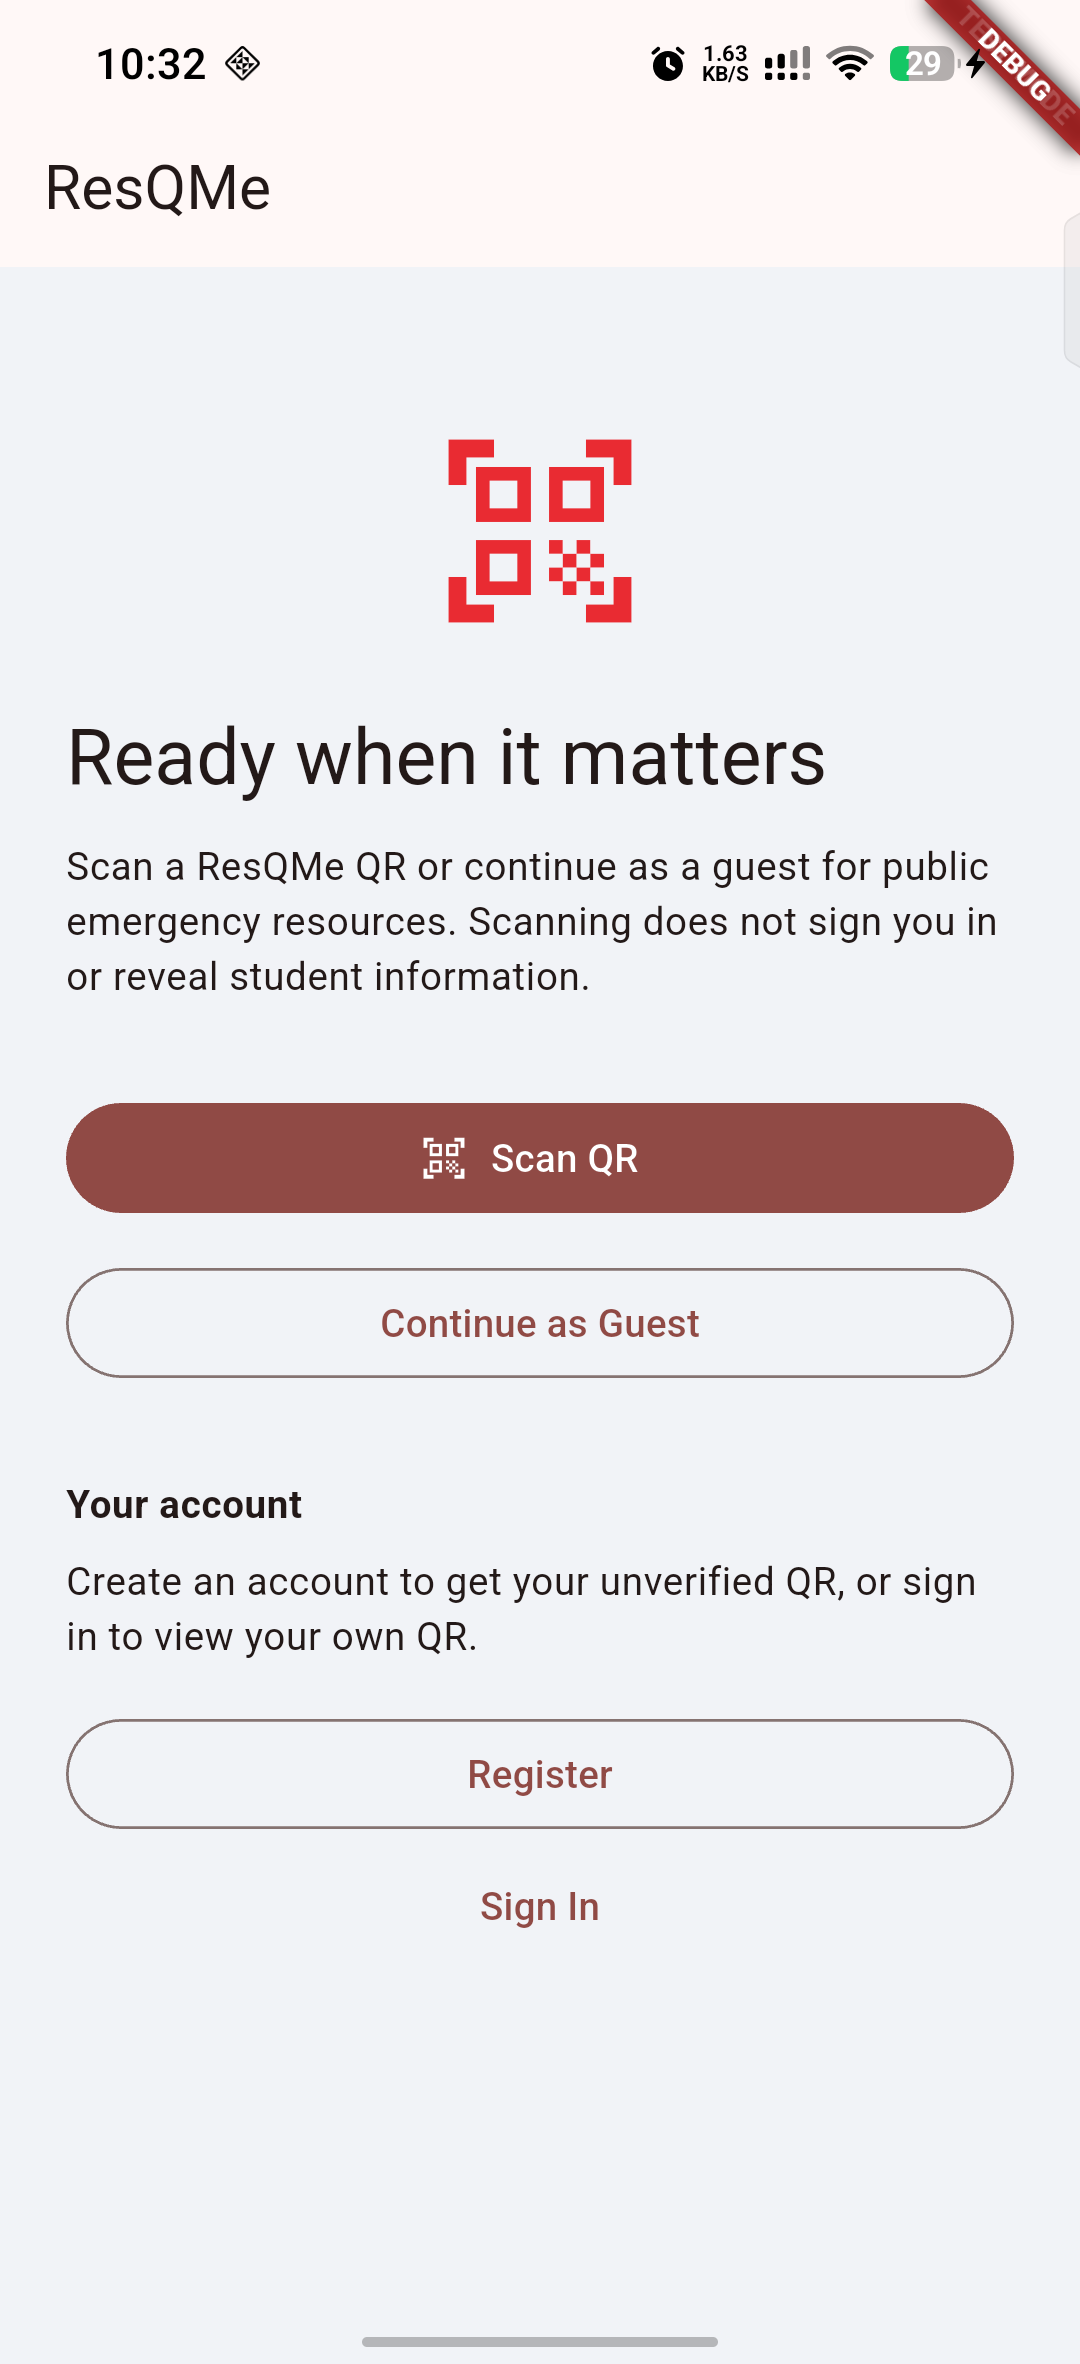 10:32
1.63
KB/S
29
DEBUG
ResQMe
Ready when it matters
Scan a ResQMe QR or continue as a guest for public
emergency resources. Scanning does not sign you in
or reveal student information.
Scan QR
Continue as Guest
Your account
Create an account to get your unverified QR, or sign
in to view your own QR.
Register
Sign In